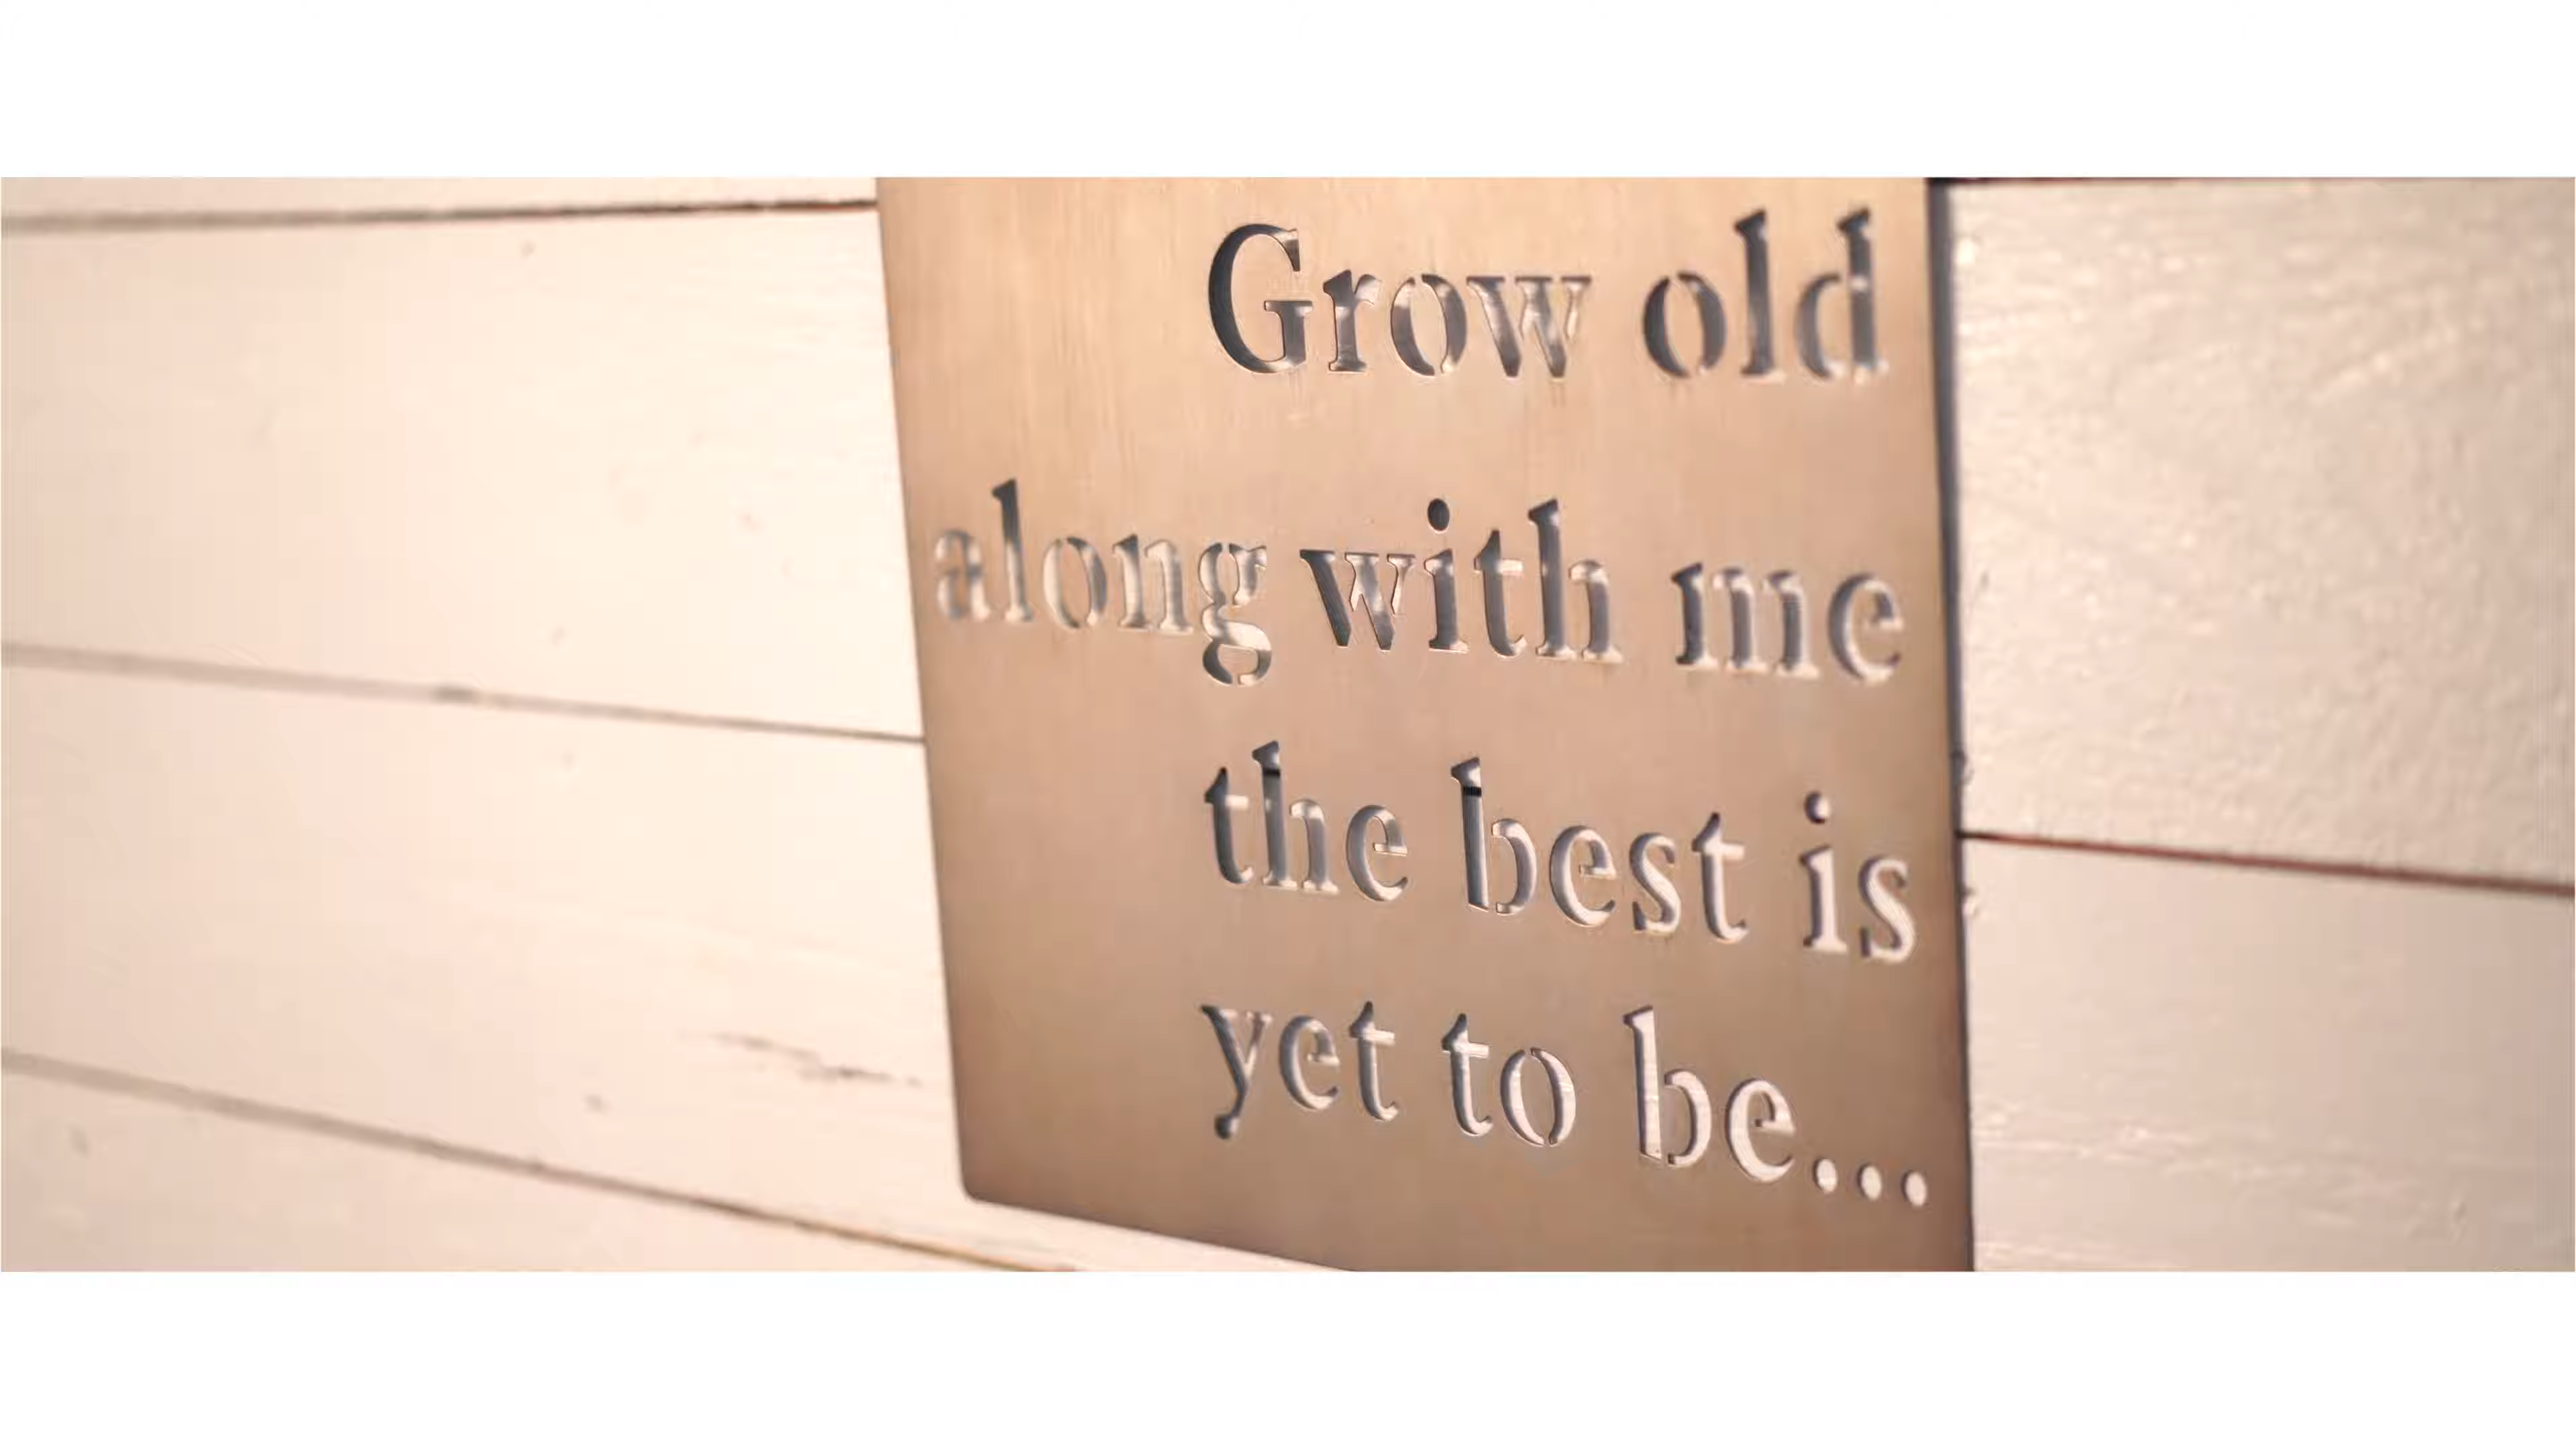 Grow old
along with me
the best is
yet to be...